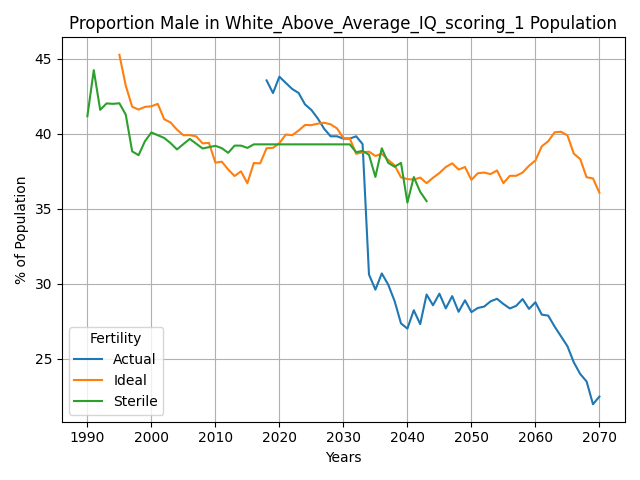 Proportion Male in White_Above_Average_IQ_scoring_1 Population
% of Population
45
40
35
30
25
Fertility
Actual
Ideal
Sterile
1990 2000 2010 2020 2030 2040 2050 2060 2070
Years